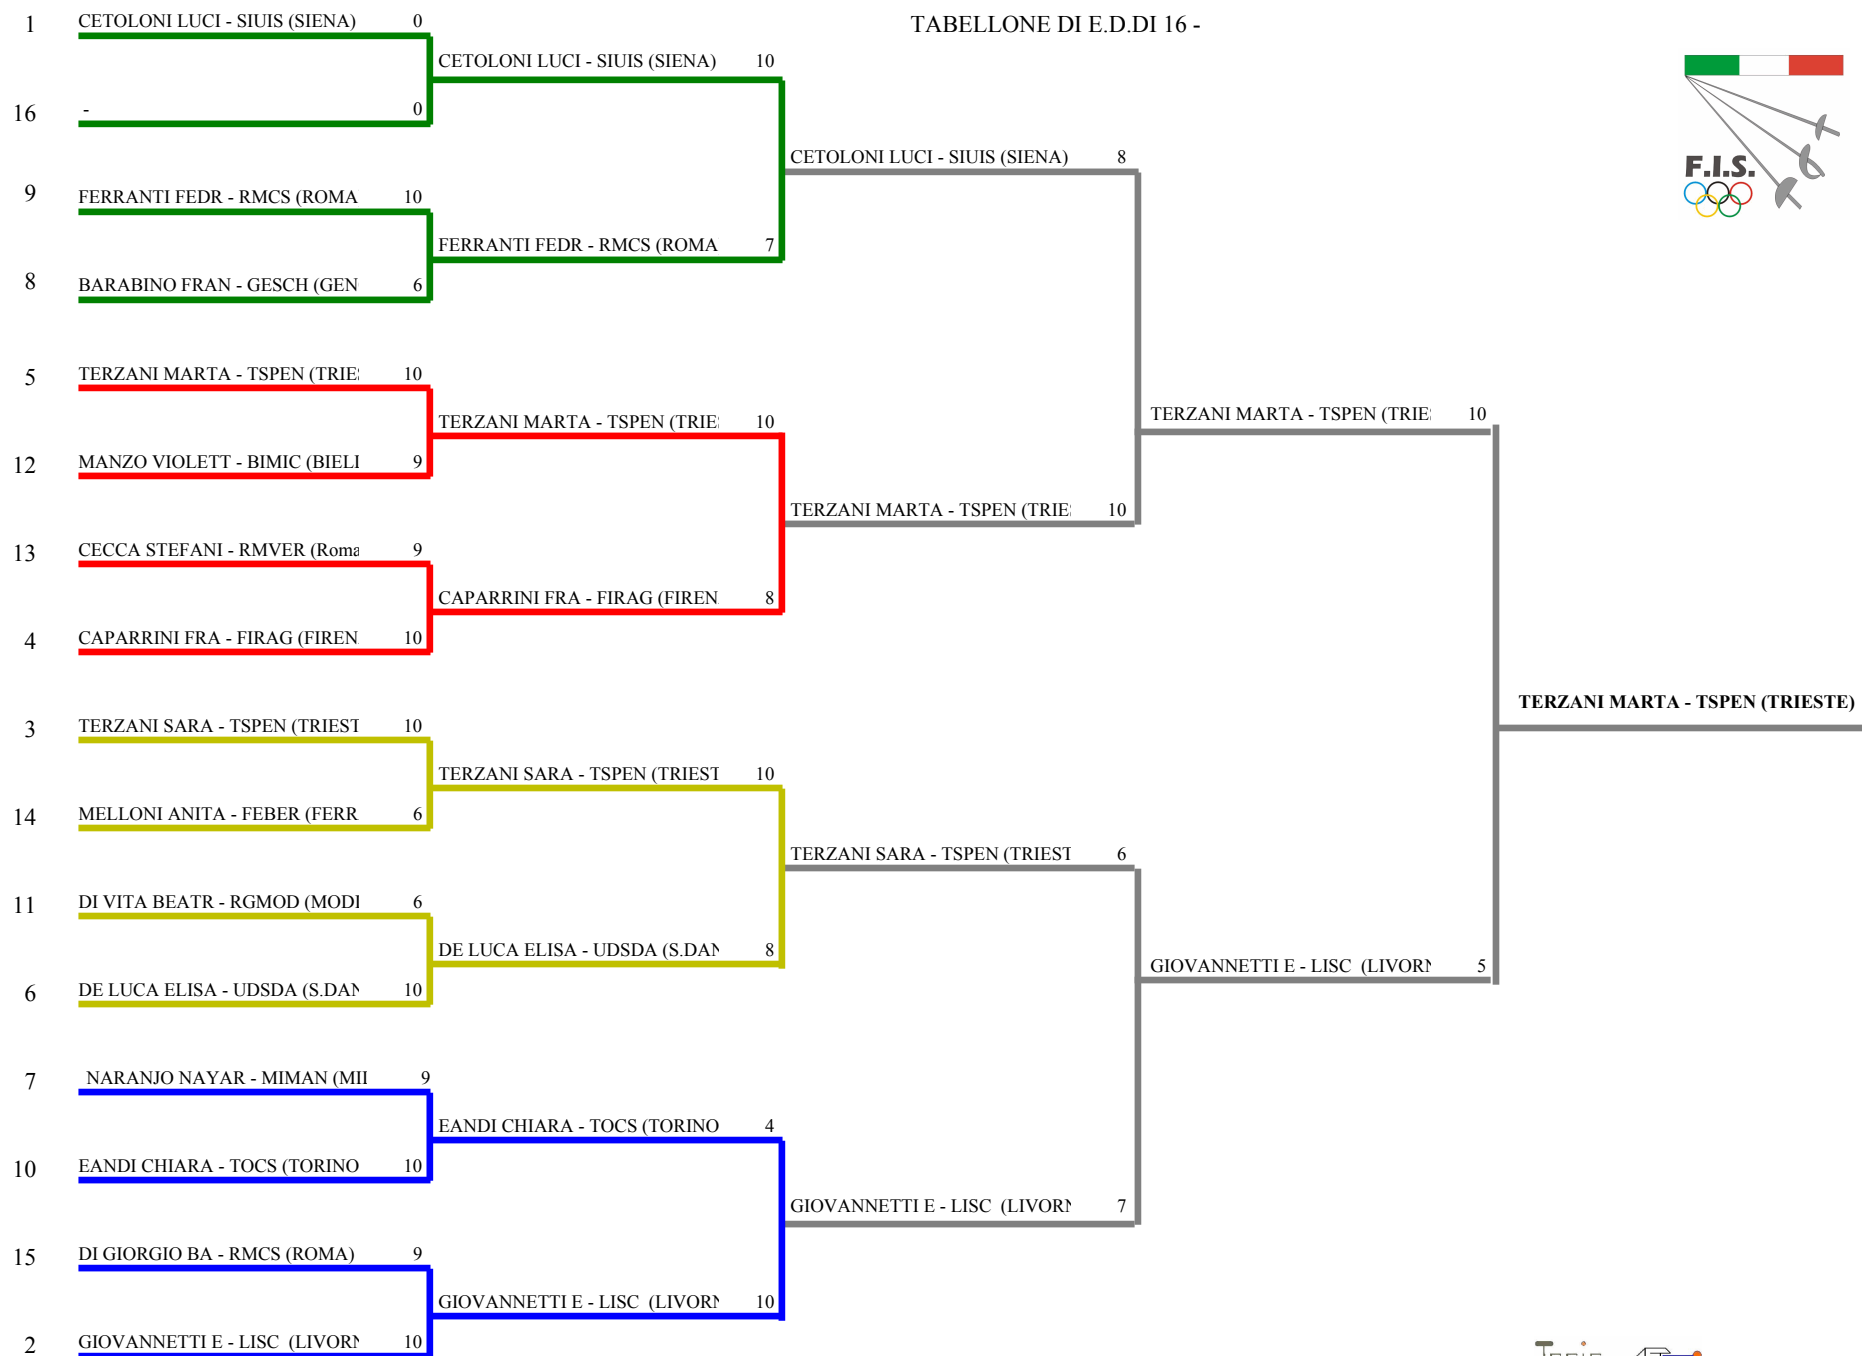 TABELLONE DI E.D.DI 16 -
F.I.S.
1 CETOLONI LUCI - SIUIS (SIENA) 0
CETOLONI LUCI - SIUIS (SIENA) 10
16 - 0
CETOLONI LUCI - SIUIS (SIENA) 8
9 FERRANTI FEDR - RMCS (ROMA 10
FERRANTI FEDR - RMCS (ROMA 7
8 BARABINO FRAN - GESCH (GEN 6
5 TERZANI MARTA - TSPEN (TRIE 10
TERZANI MARTA - TSPEN (TRIE 10
TERZANI MARTA - TSPEN (TRIE 10
12 MANZO VIOLETT - BIMIC (BIELI 9
TERZANI MARTA - TSPEN (TRIE 10
13 CECCA STEFANI - RMVER (Roma 9
CAPARRINI FRA - FIRAG (FIREN 8
4 CAPARRINI FRA - FIRAG (FIREN 10
TERZANI MARTA - TSPEN (TRIESTE)
3 TERZANI SARA - TSPEN (TRIEST 10
TERZANI SARA - TSPEN (TRIEST 10
14 MELLONI ANITA - FEBER (FERR 6
TERZANI SARA - TSPEN (TRIEST 6
11 DI VITA BEATR - RGMOD (MODI 6
DE LUCA ELISA - UDSDA (S.DAN 8
GIOVANNETTI E - LISC (LIVORN 5
6 DE LUCA ELISA - UDSDA (S.DAN 10
7 NARANJO NAYAR - MIMAN (MII 9
EANDI CHIARA - TOCS (TORINO 4
10 EANDI CHIARA - TOCS (TORINO 10
GIOVANNETTI E - LISC (LIVORN 7
15 DI GIORGIO BA - RMCS (ROMA) 9
GIOVANNETTI E - LISC (LIVORN 10
2 GIOVANNETTI E - LISC (LIVORN 10